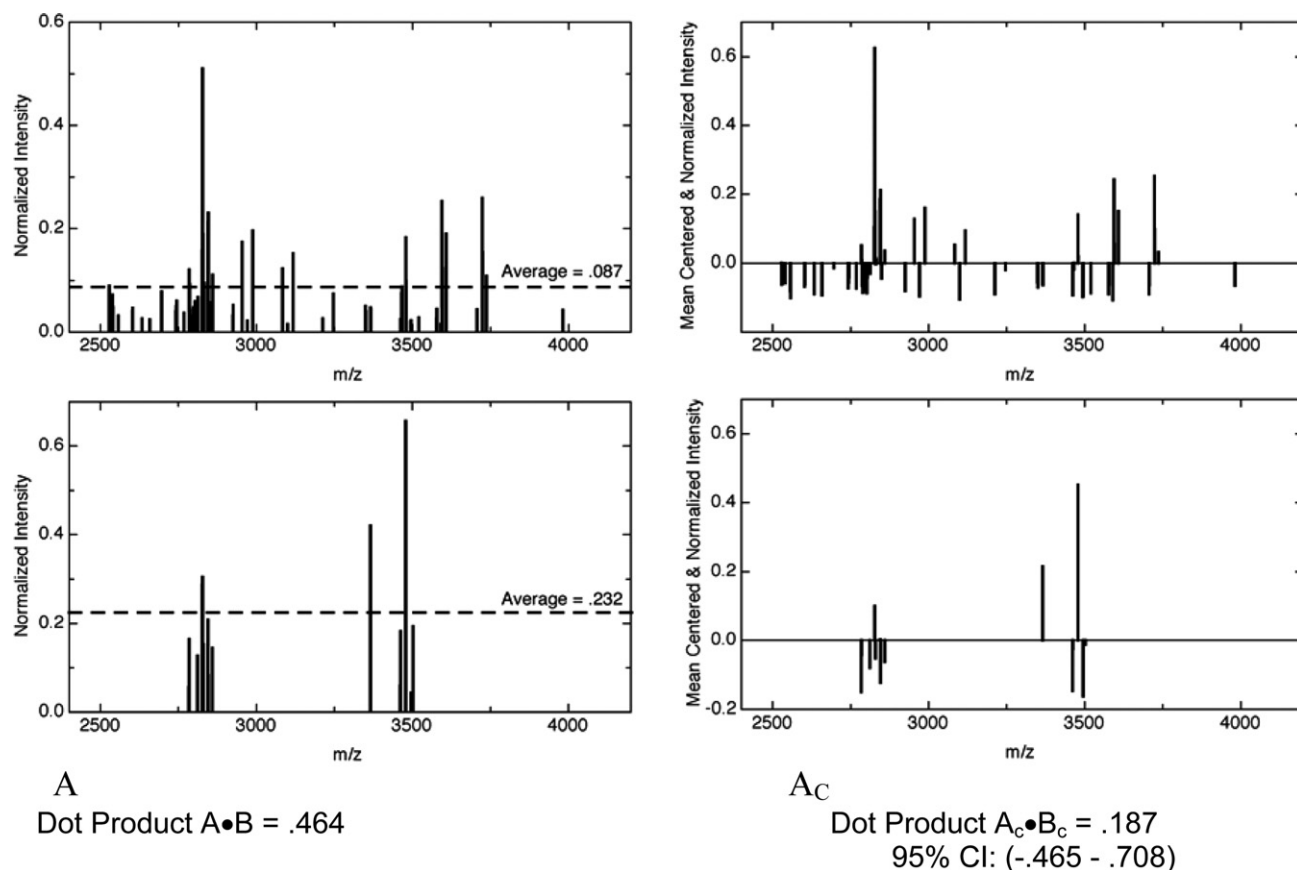 0.6
0.4
0.2
0.0
Normalized Intensity
Average = .087
2500 3000 3500 4000
m/z
0.6
0.4
0.2
0.0
Mean Centered & Normalized Intensity
2500 3000 3500 4000
m/z
0.6
0.4
0.2
0.0
Normalized Intensity
Average = .232
2500 3000 3500 4000
m/z
0.6
0.4
0.2
0.0
-0.2
Mean Centered & Normalized Intensity
2500 3000 3500 4000
m/z
A
Dot Product A●B = .464
A_C
Dot Product A_c●B_c = .187
95% CI: (-.465 - .708)